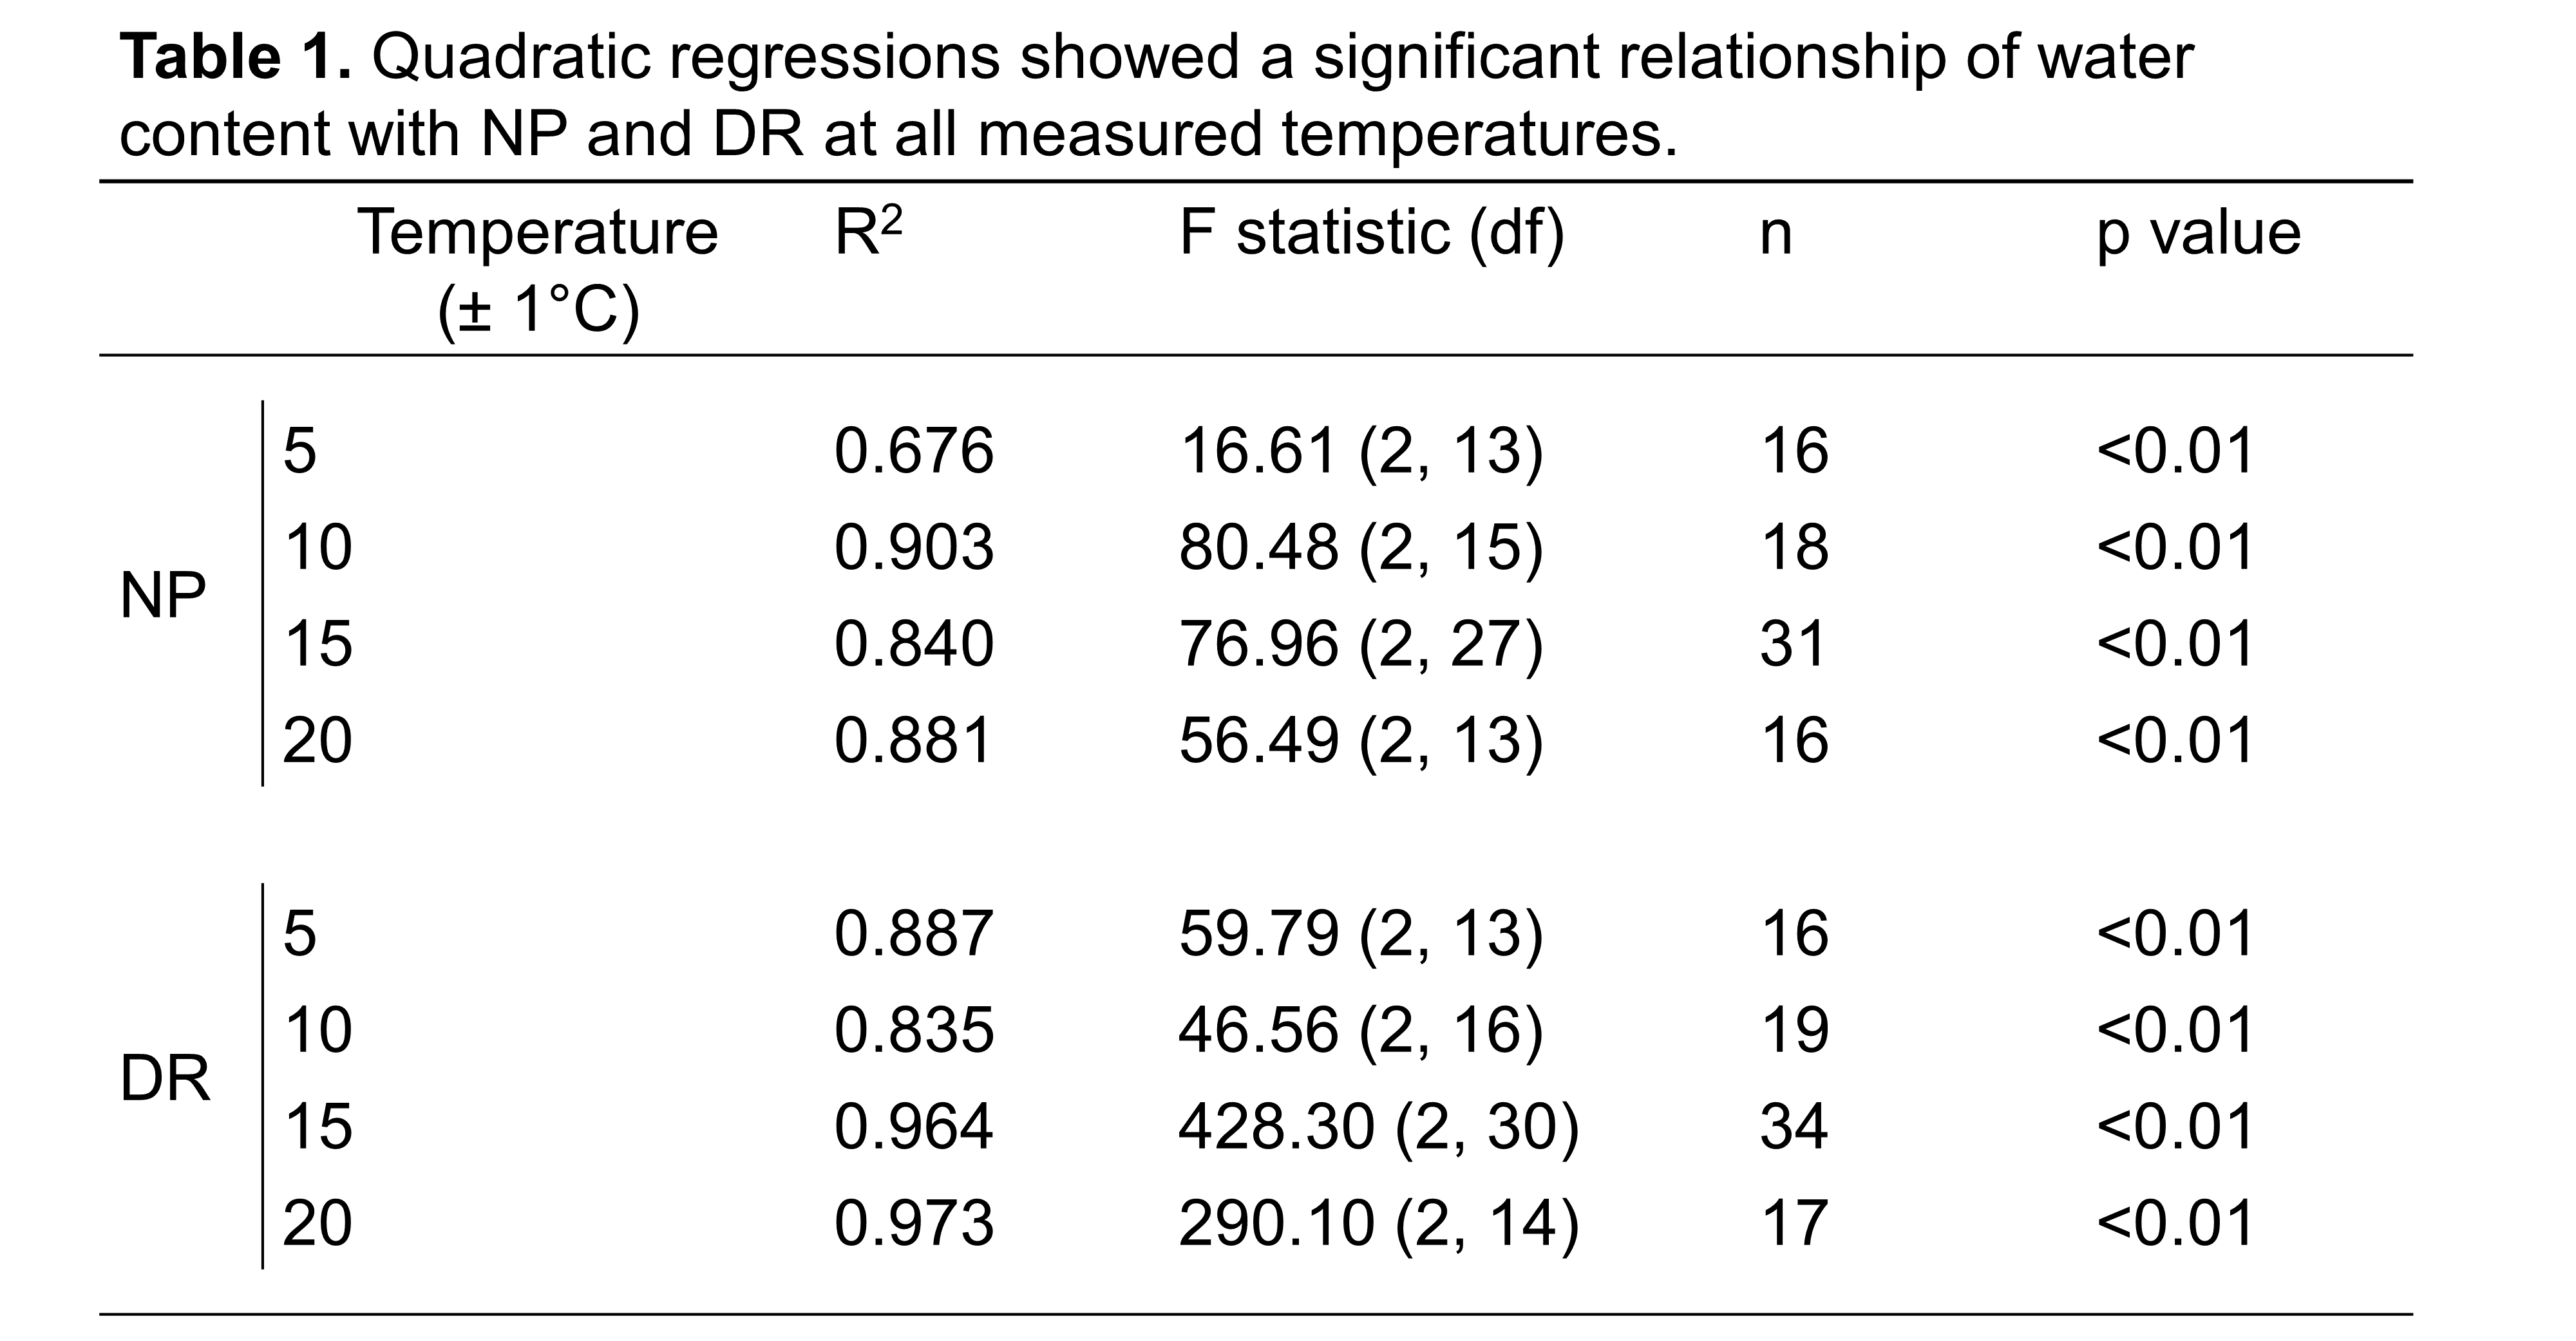 Table 1. Quadratic regressions showed a significant relationship of water
content with NP and DR at all measured temperatures.
Temperature R² F statistic (df) n p value
(± 1°C)
NP
5 0.676 16.61 (2, 13) 16 <0.01
10 0.903 80.48 (2, 15) 18 <0.01
15 0.840 76.96 (2, 27) 31 <0.01
20 0.881 56.49 (2, 13) 16 <0.01
DR
5 0.887 59.79 (2, 13) 16 <0.01
10 0.835 46.56 (2, 16) 19 <0.01
15 0.964 428.30 (2, 30) 34 <0.01
20 0.973 290.10 (2, 14) 17 <0.01